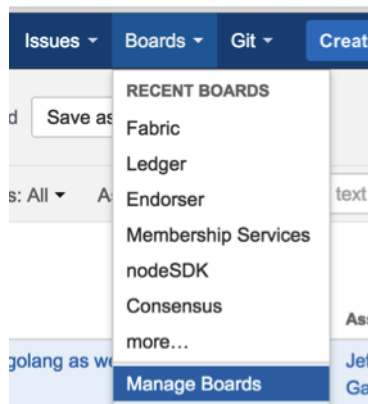 Issues Boards Git Creat
RECENT BOARDS
d Save as
Fabric
Ledger
s: All A Endorser text
Membership Services
nodeSDK
Consensus
Ass
more…
golang as we Jef
Manage Boards Ga